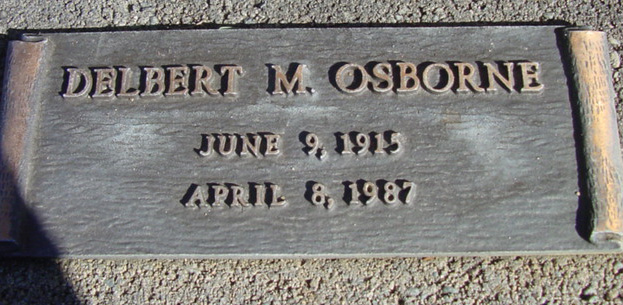 DELBERT M. OSBORNE
JUNE 9, 1915
APRIL 8, 1987